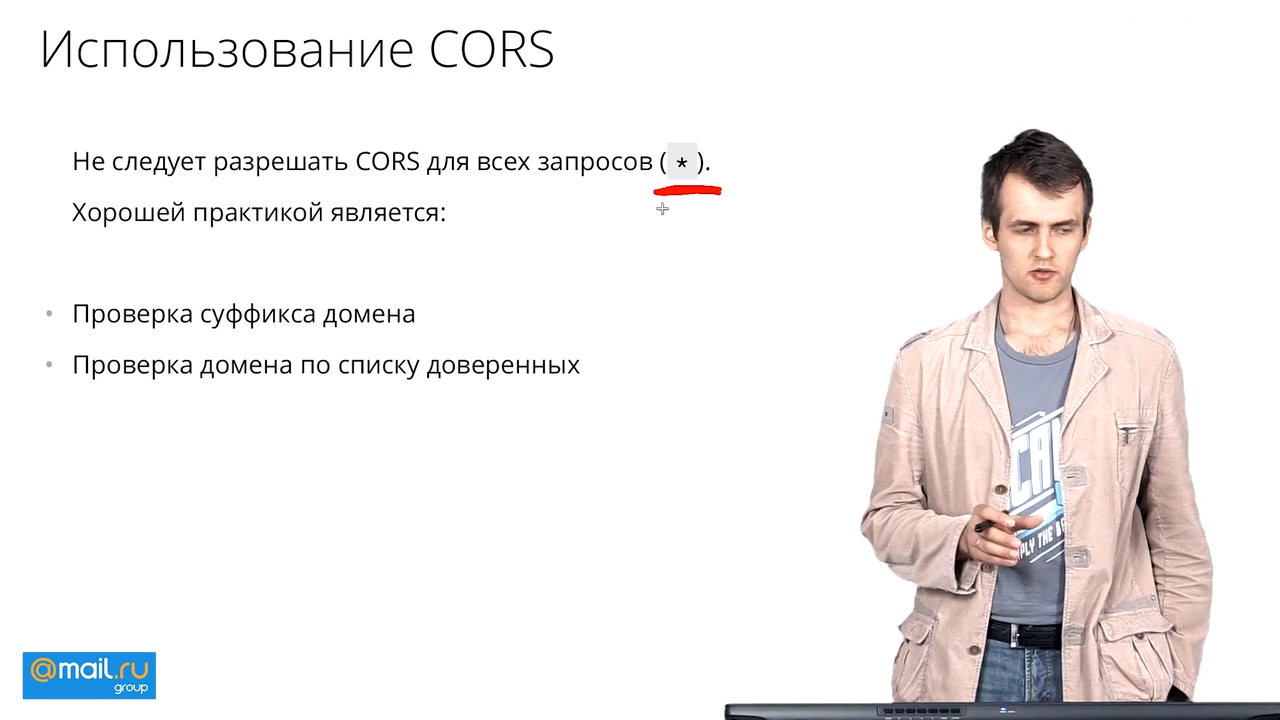 Использование CORS
Не следует разрешать CORS для всех запросов ( * ).
Хорошей практикой является:
• Проверка суффикса домена
• Проверка домена по списку доверенных
@mail.ru
group